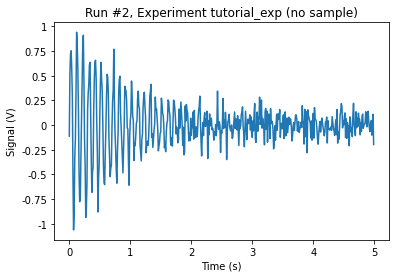 Run #2, Experiment tutorial_exp (no sample)
1
0.75
0.5
0.25
0
-0.25
-0.5
-0.75
-1
Signal (V)
0 1 2 3 4 5
Time (s)